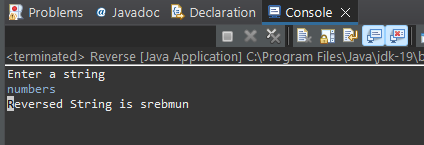 Problems @ Javadoc Declaration Console
<terminated> Reverse [Java Application] C:\Program Files\Java\jdk-19\b
Enter a string
numbers
Reversed String is srebmun